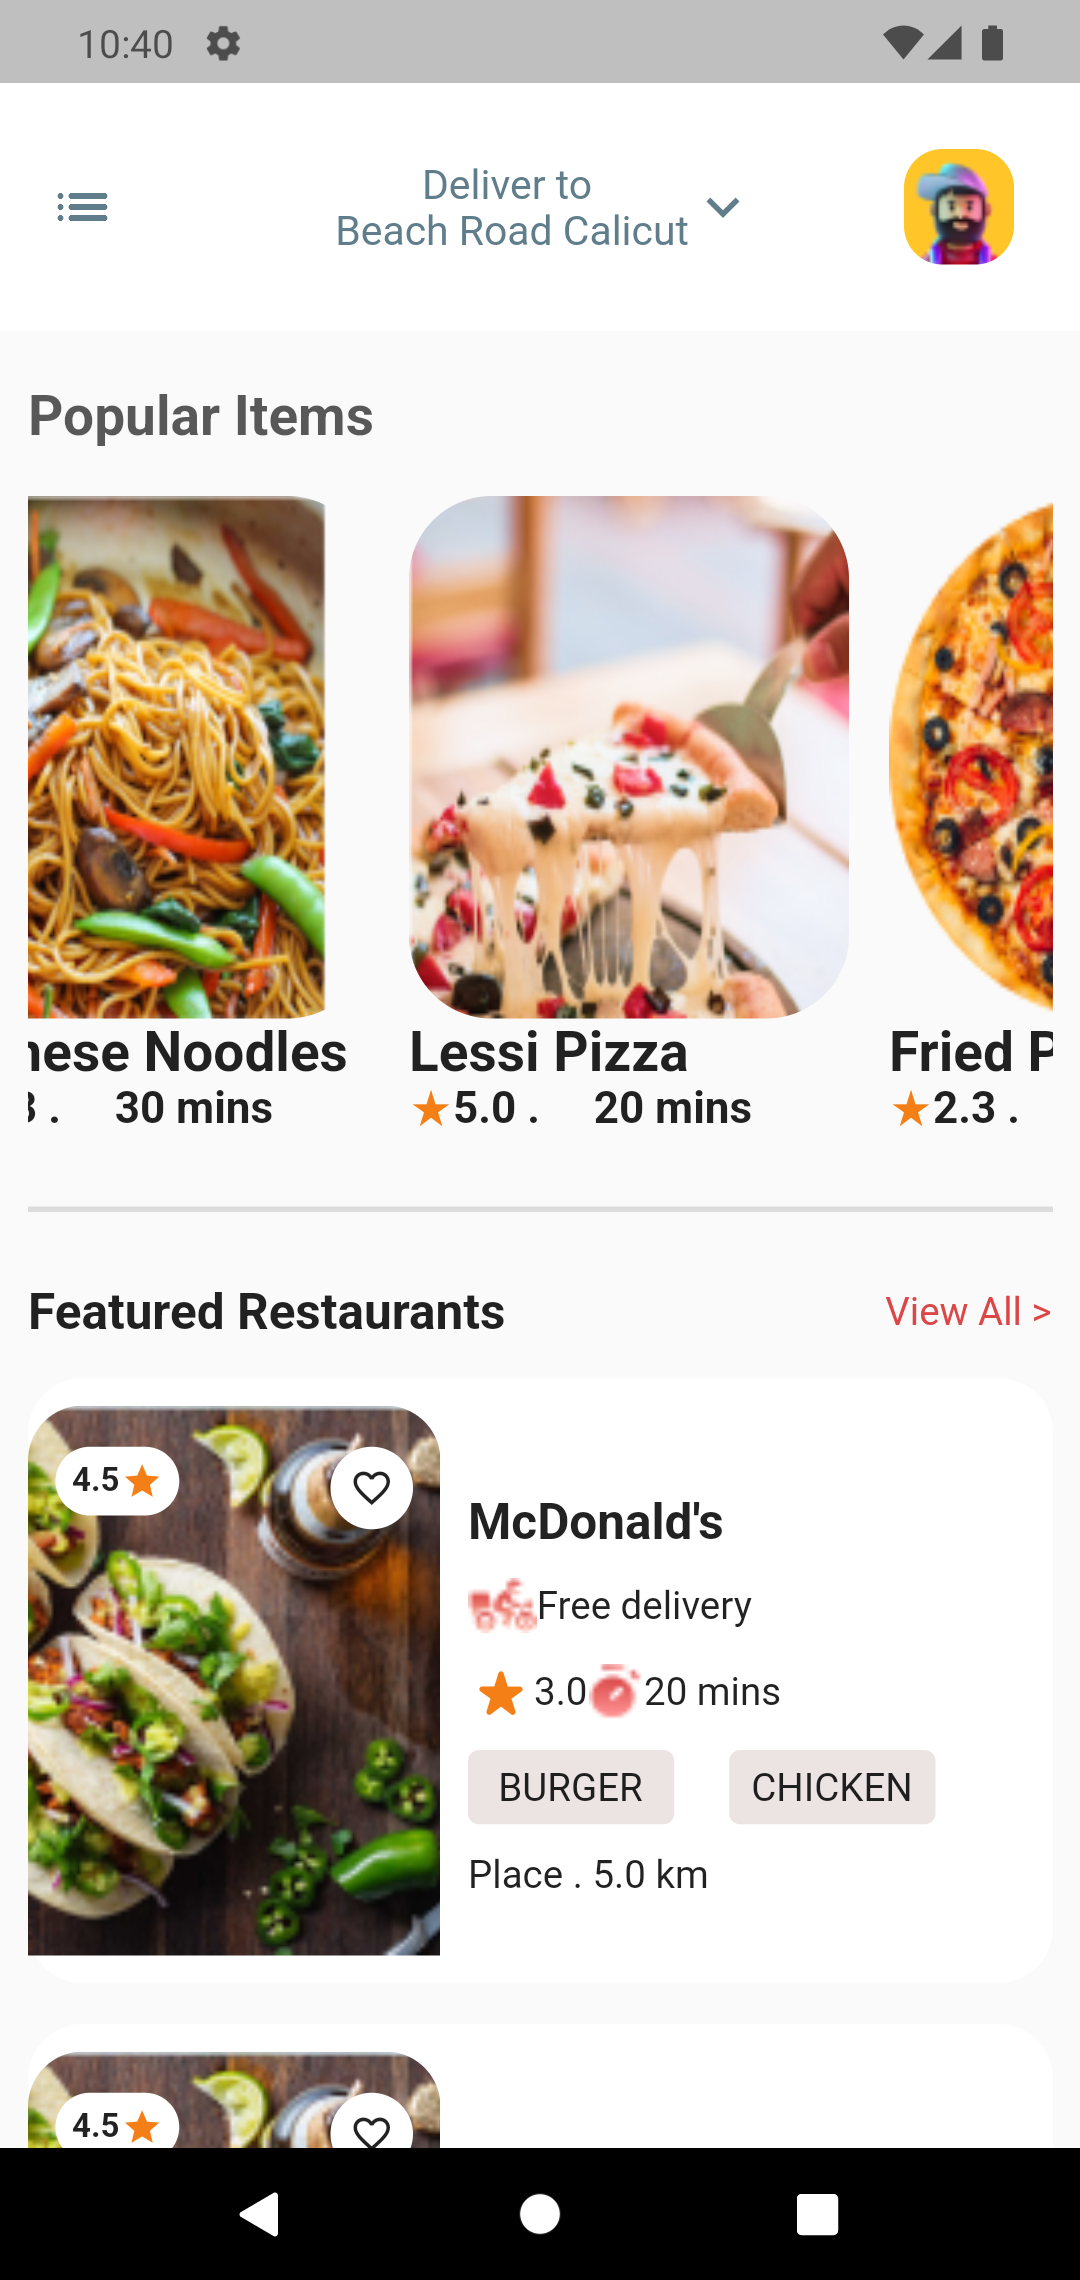 10:40
Deliver to
Beach Road Calicut
Popular Items
nese Noodles
Lessi Pizza
Fried P
3 . 30 mins
5.0 . 20 mins
2.3 .
Featured Restaurants
View All >
4.5
McDonald's
Free delivery
3.0 20 mins
BURGER
CHICKEN
Place . 5.0 km
4.5